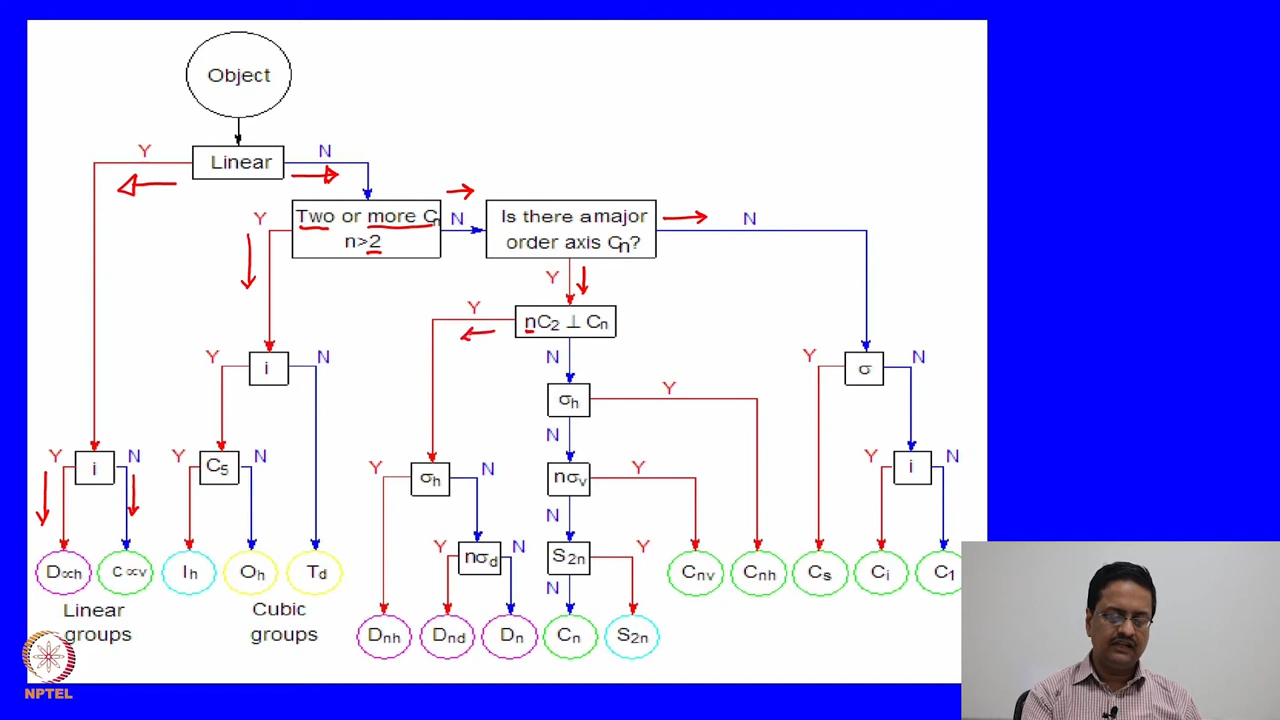 Object
Y
N
Linear
Two or more Cn
n>2
Y
N
Is there a major
order axis Cn?
N
Y
nC2 ⊥ Cn
Y
N
i
Y
N
σ
Y
N
σh
Y
N
i
Y
N
C5
Y
N
σh
Y
N
nσv
Y
N
i
Y
N
nσd
Y
N
S2n
Y
N
D∝h
C∝v
Ih
Oh
Td
Cnv
Cnh
Cs
Ci
C1
Linear
groups
Cubic
groups
Dnh
Dnd
Dn
Cn
S2n
NPTEL